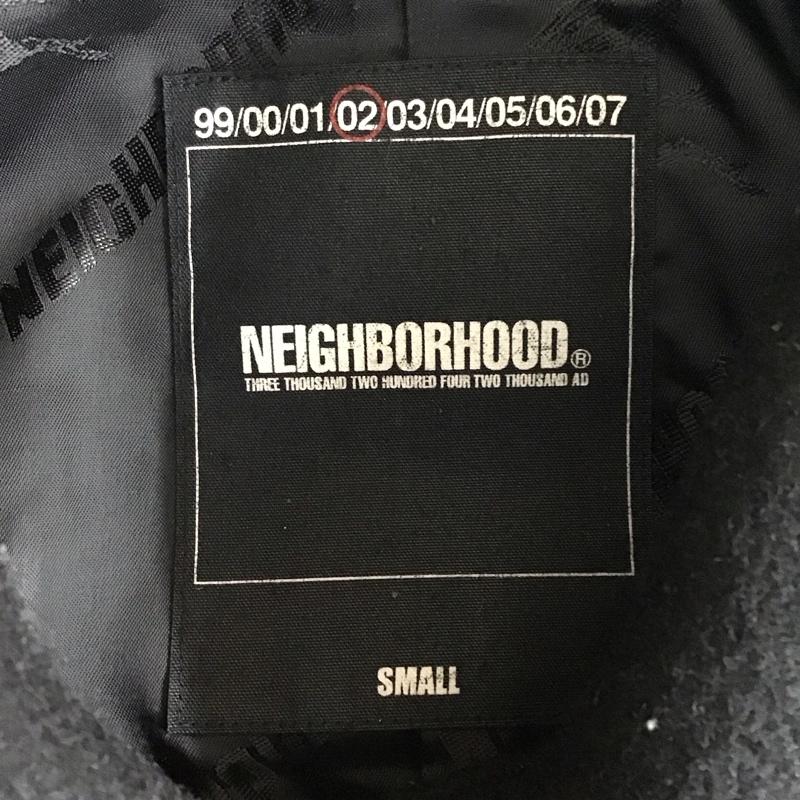 99/00/01/02/03/04/05/06/07
NEIGHBORHOOD®
THREE THOUSAND TWO HUNDRED FOUR TWO THOUSAND AD
SMALL